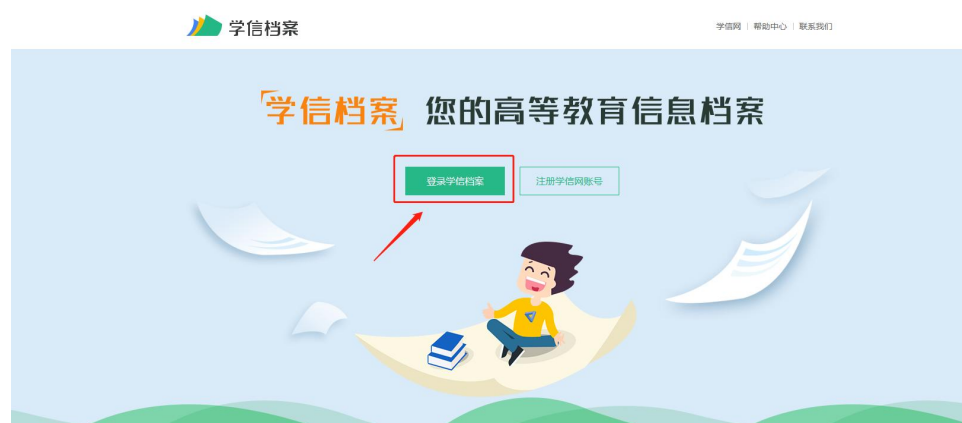 学信档案
学信网 | 帮助中心 | 联系我们
学信档案 您的高等教育信息档案
登录学信档案
注册学信网账号